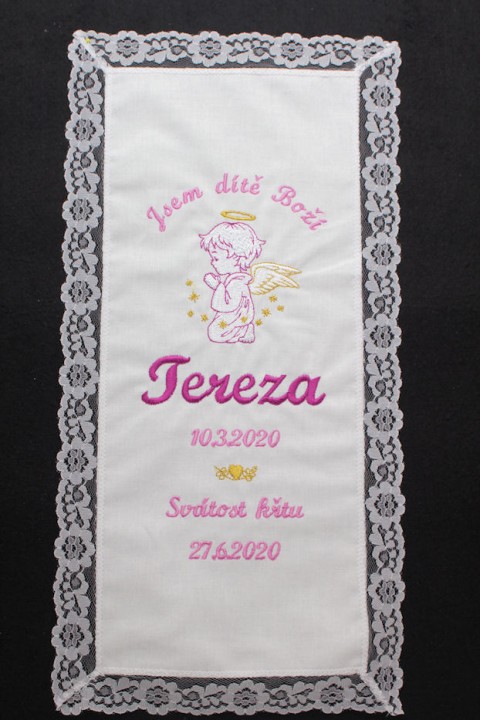 Jsem dítě Boží
Tereza
10.3.2020
Svátost křtu
27.6.2020